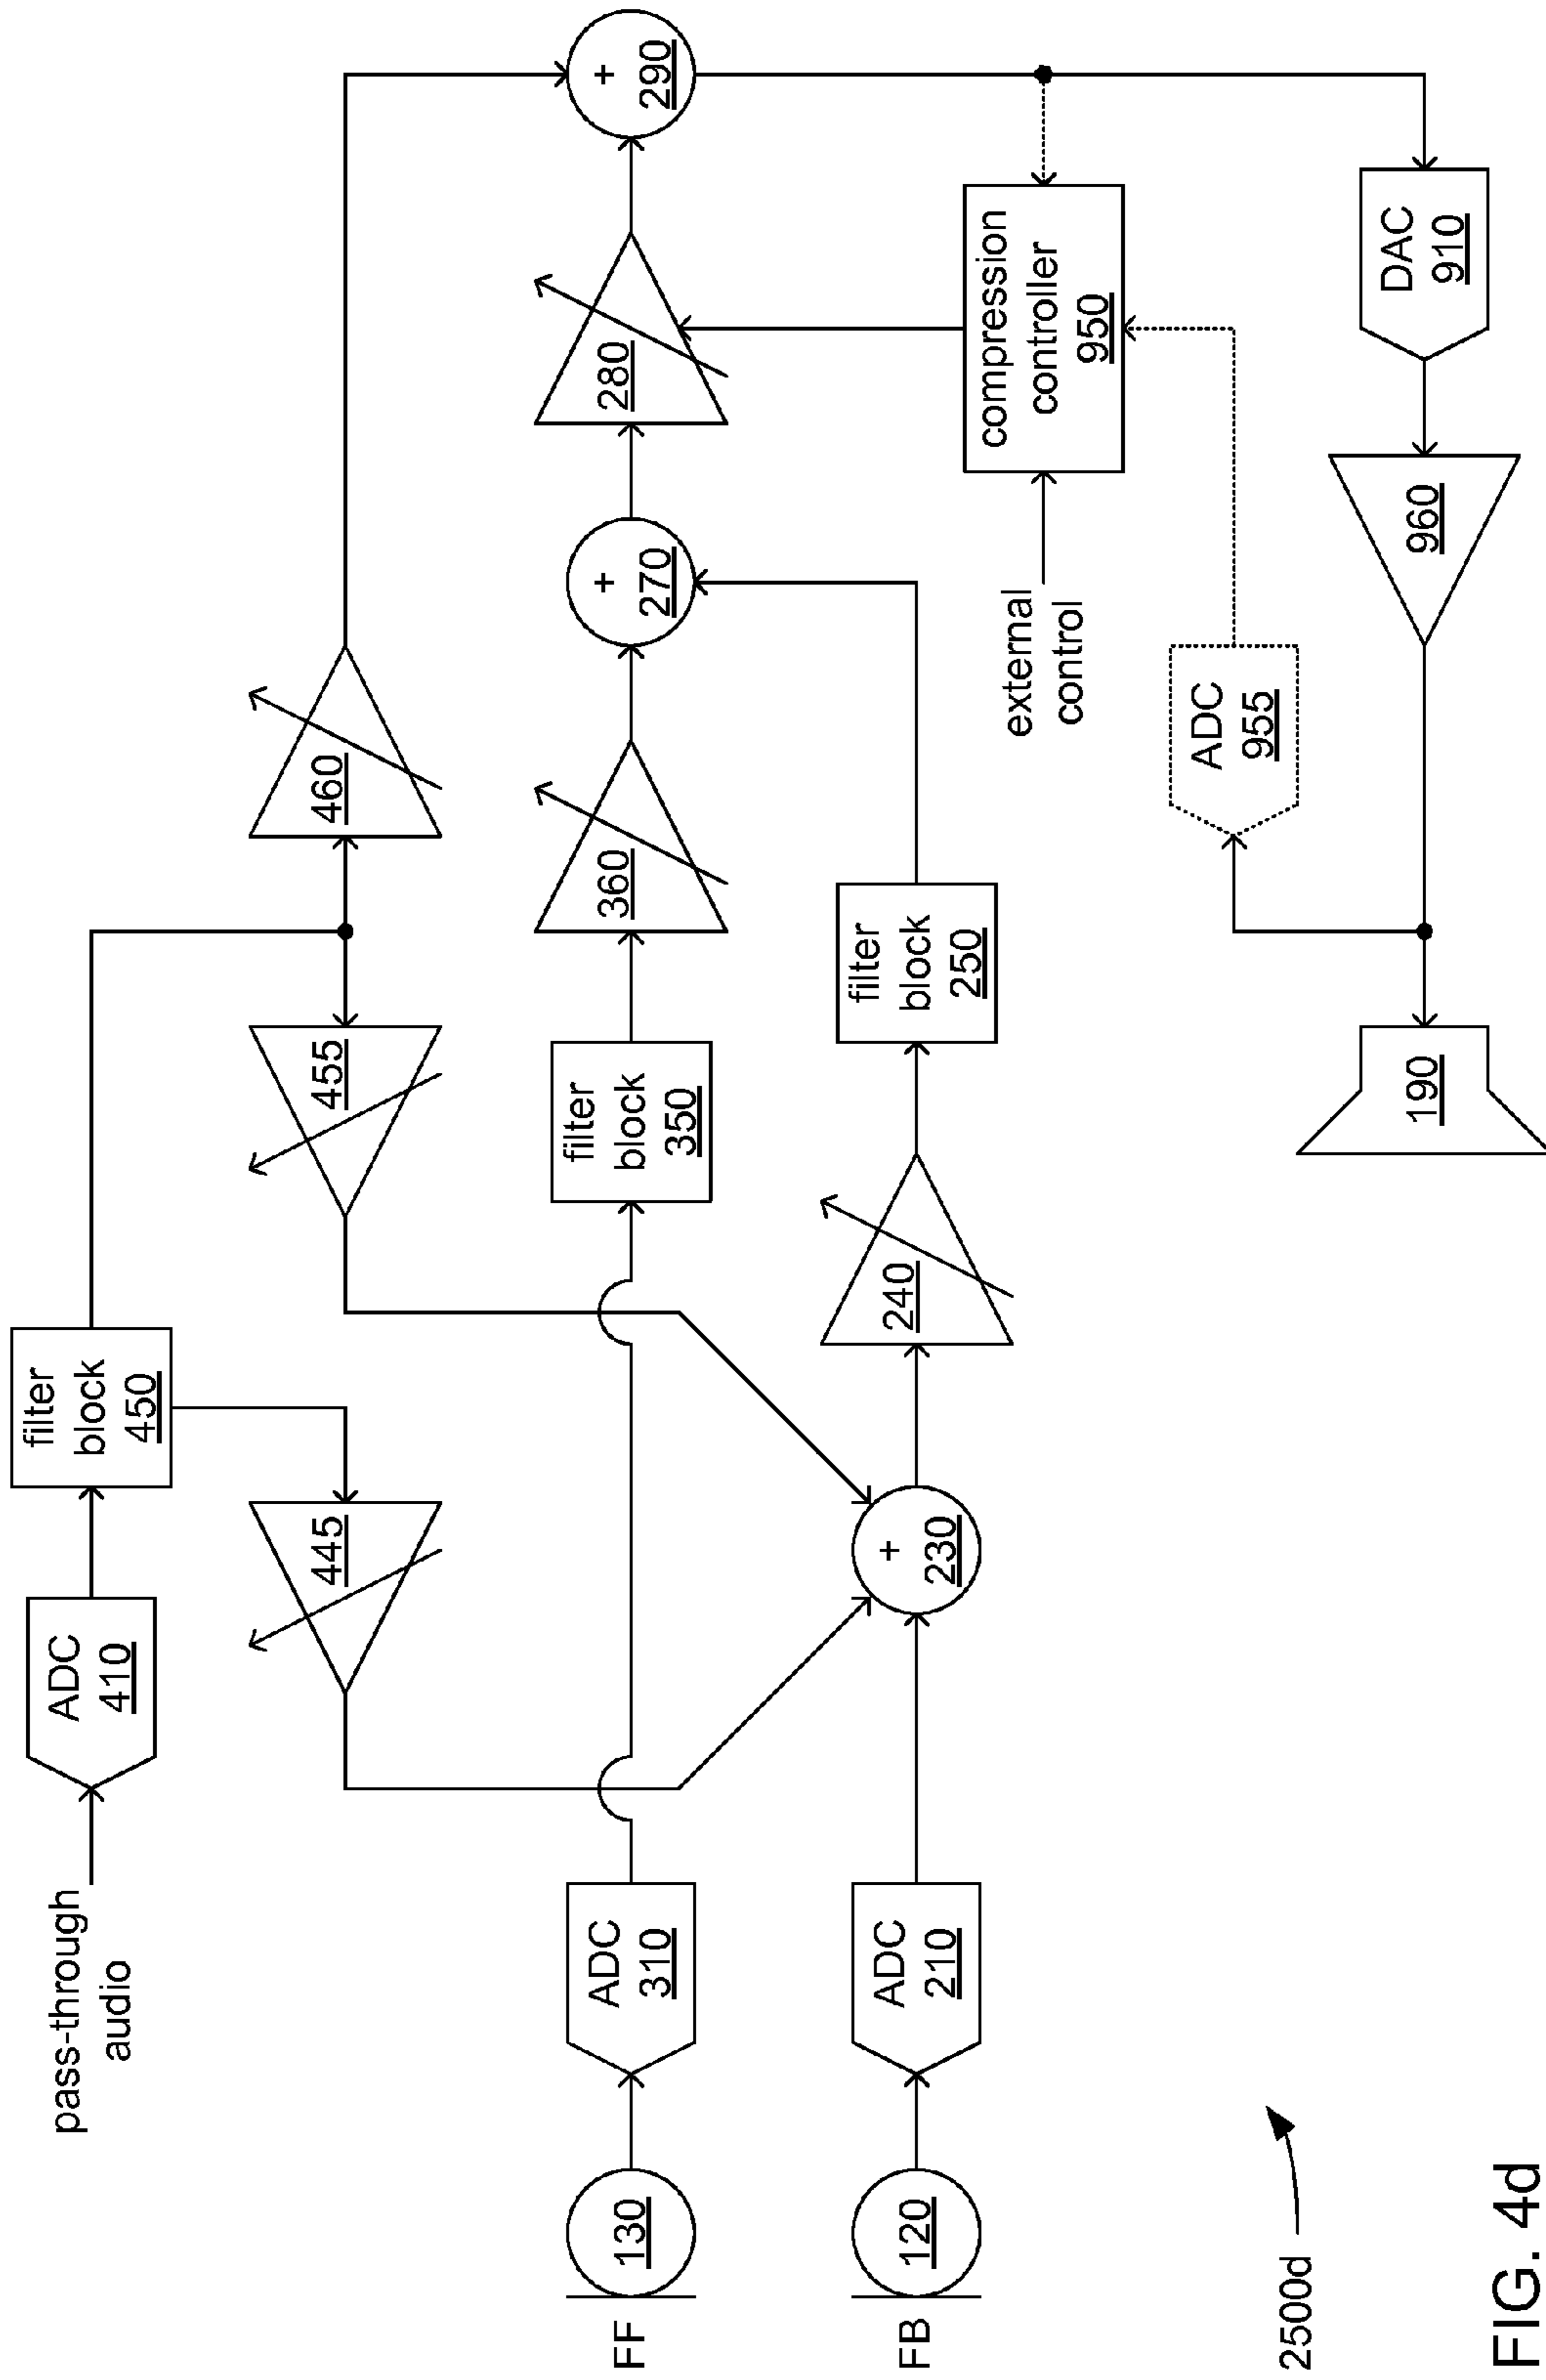 pass-through
audio
ADC
410
filter
block
450
445
455
460
FF
130
ADC
310
filter
block
350
360
+
270
280
+
290
FB
120
ADC
210
+
230
240
filter
block
250
external
control
compression
controller
950
ADC
955
DAC
910
960
190
2500d
FIG. 4d